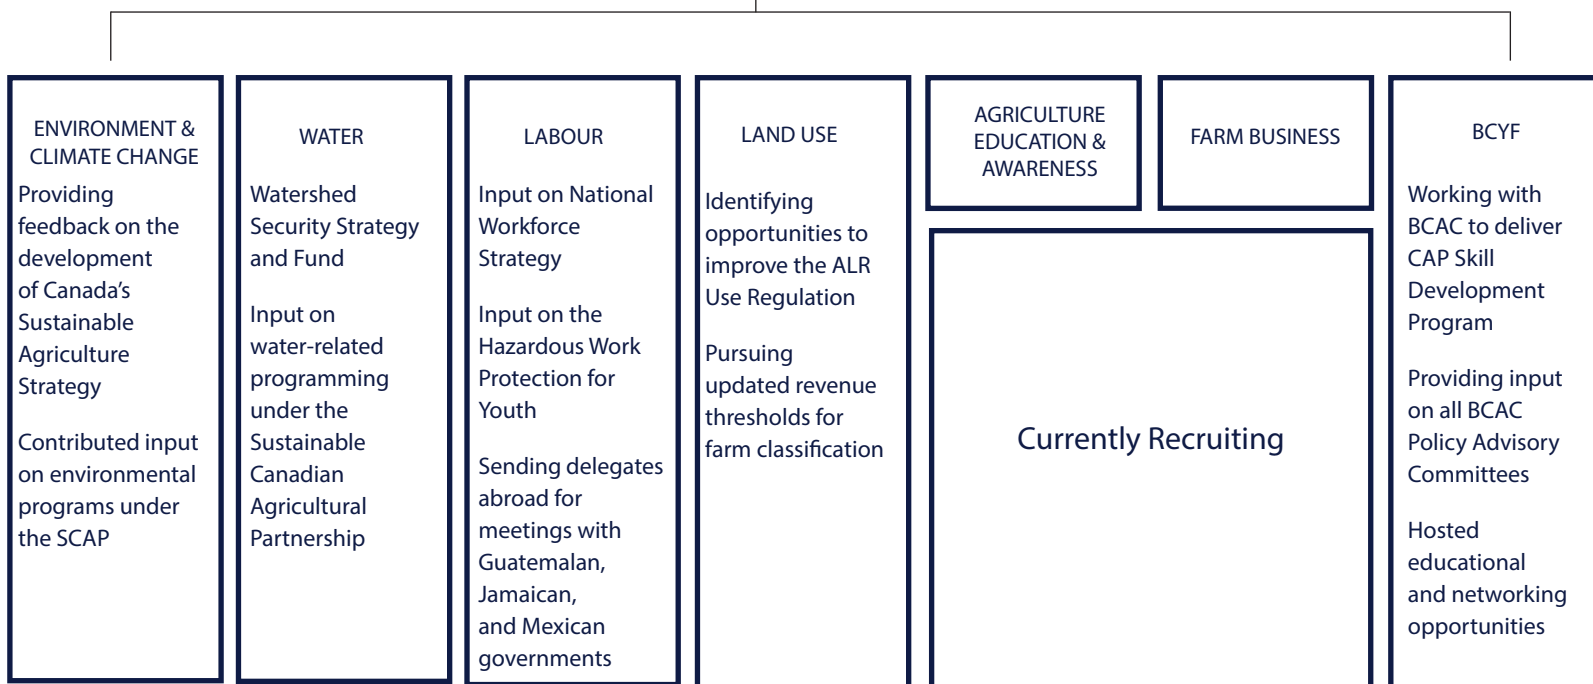 ENVIRONMENT &
CLIMATE CHANGE
Providing
feedback on the
development
of Canada's
Sustainable
Agriculture
Strategy
Contributed input
on environmental
programs under
the SCAP
WATER
Watershed
Security Strategy
and Fund
Input on
water-related
programming
under the
Sustainable
Canadian
Agricultural
Partnership
LABOUR
Input on National
Workforce
Strategy
Input on the
Hazardous Work
Protection for
Youth
Sending delegates
abroad for
meetings with
Guatemalan,
Jamaican,
and Mexican
governments
LAND USE
Identifying
opportunities to
improve the ALR
Use Regulation
Pursuing
updated revenue
thresholds for
farm classification
AGRICULTURE
EDUCATION &
AWARENESS
FARM BUSINESS
Currently Recruiting
BCYF
Working with
BCAC to deliver
CAP Skill
Development
Program
Providing input
on all BCAC
Policy Advisory
Committees
Hosted
educational
and networking
opportunities